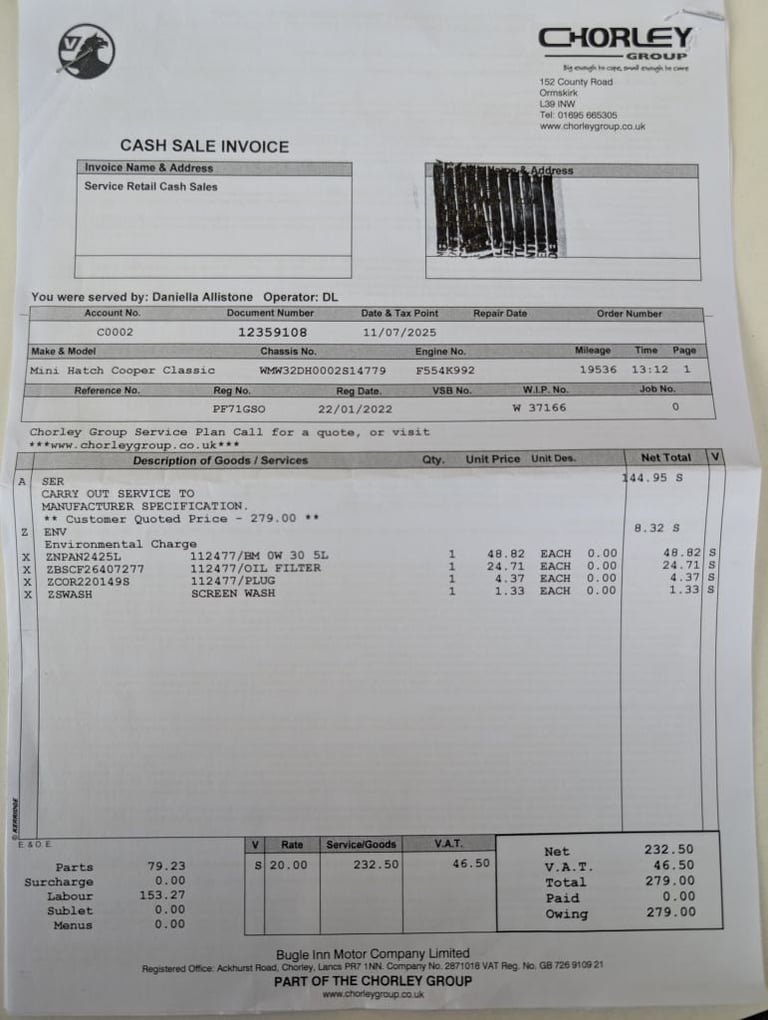 CHORLEY
GROUP
Big enough to cope, small enough to care
152 County Road
Ormskirk
L39 INW
Tel: 01695 665305
www.chorleygroup.co.uk
CASH SALE INVOICE
Invoice Name & Address
Service Retail Cash Sales
& Address
You were served by: Daniella Allistone Operator: DL
Account No. Document Number Date & Tax Point Repair Date Order Number
C0002 12359108 11/07/2025
Make & Model Chassis No. Engine No. Mileage Time Page
Mini Hatch Cooper Classic WMW32DH0002S14779 F554K992 19536 13:12 1
Reference No. Reg No. Reg Date. VSB No. W.I.P. No. Job No.
PF71GSO 22/01/2022 W 37166 0
Chorley Group Service Plan Call for a quote, or visit
***www.chorleygroup.co.uk***
Description of Goods / Services Qty. Unit Price Unit Des. Net Total V
A SER 144.95 S
CARRY OUT SERVICE TO
MANUFACTURER SPECIFICATION.
** Customer Quoted Price - 279.00 **
Z ENV 8.32 S
Environmental Charge
X ZNPAN2425L 112477/BM 0W 30 5L 1 48.82 EACH 0.00 48.82 S
X ZBSCF26407277 112477/OIL FILTER 1 24.71 EACH 0.00 24.71 S
X ZCOR220149S 112477/PLUG 1 4.37 EACH 0.00 4.37 S
X ZSWASH SCREEN WASH 1 1.33 EACH 0.00 1.33 S
© KERRIDGE
E. & O. E.
V Rate Service/Goods V.A.T.
S 20.00 232.50 46.50
Parts 79.23
Surcharge 0.00
Labour 153.27
Sublet 0.00
Menus 0.00
Net 232.50
V.A.T. 46.50
Total 279.00
Paid 0.00
Owing 279.00
Bugle Inn Motor Company Limited
Registered Office: Ackhurst Road, Chorley, Lancs PR7 1NN. Company No. 2871018 VAT Reg. No. GB 726 9109 21
PART OF THE CHORLEY GROUP
www.chorleygroup.co.uk